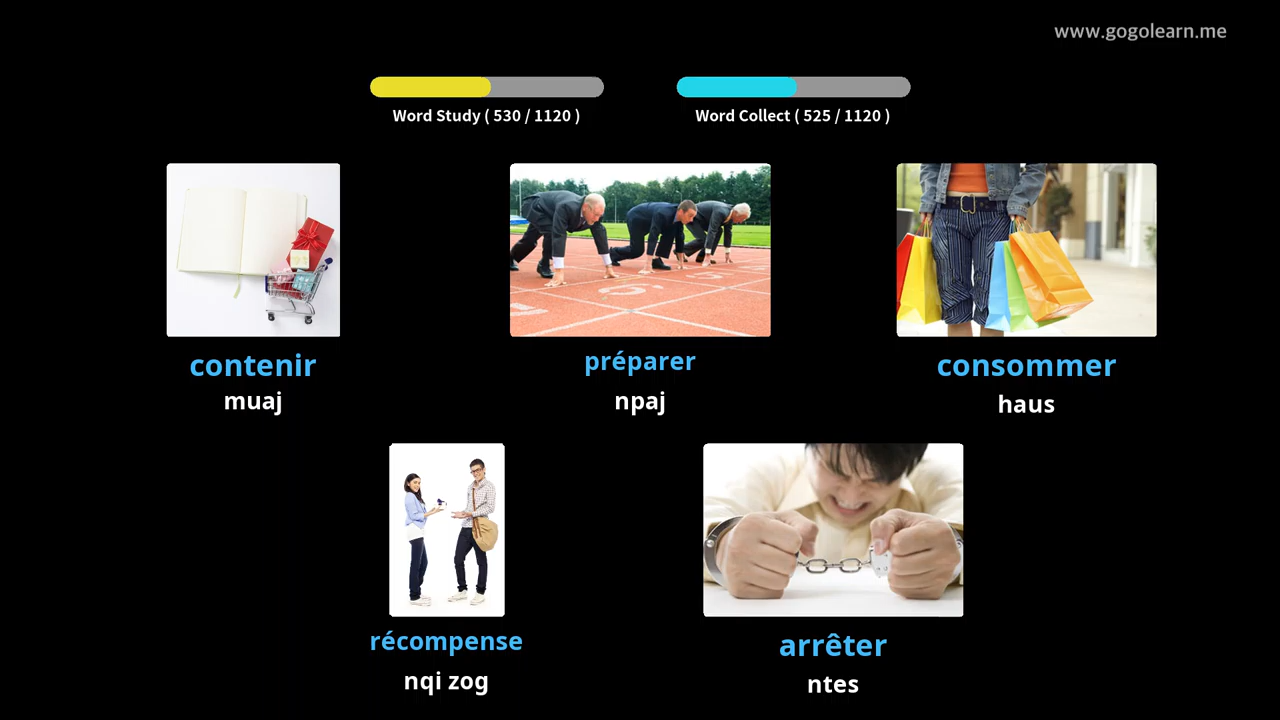 www.gogolearn.me
Word Study ( 530 / 1120 )
Word Collect ( 525 / 1120 )
contenir
muaj
préparer
npaj
consommer
haus
récompense
nqi zog
arrêter
ntes